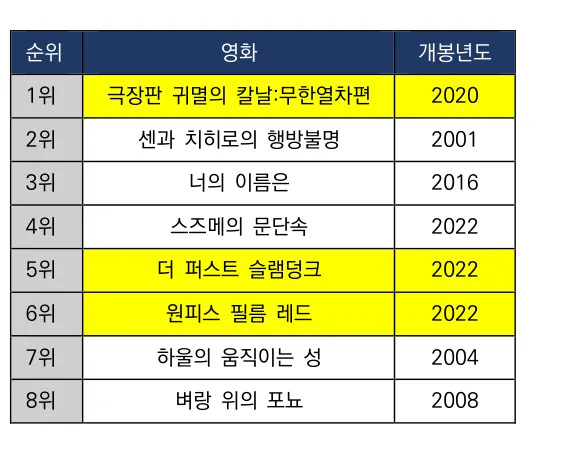 순위 영화 개봉년도
1위 극장판 귀멸의 칼날:무한열차편 2020
2위 센과 치히로의 행방불명 2001
3위 너의 이름은 2016
4위 스즈메의 문단속 2022
5위 더 퍼스트 슬램덩크 2022
6위 원피스 필름 레드 2022
7위 하울의 움직이는 성 2004
8위 벼랑 위의 포뇨 2008